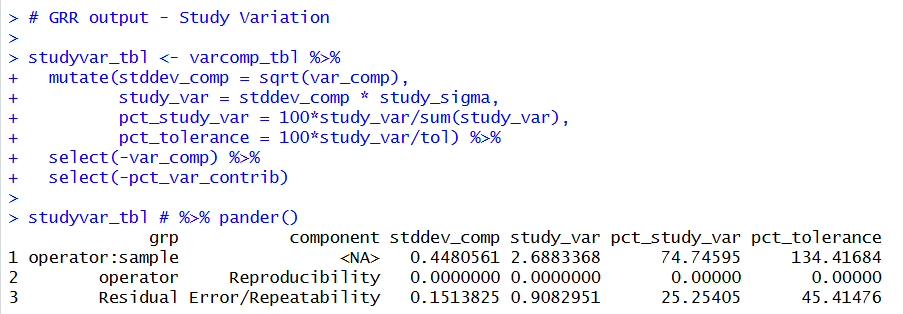 > # GRR output - Study Variation
>
> studyvar_tbl <- varcomp_tbl %>%
+   mutate(stddev_comp = sqrt(var_comp),
+          study_var = stddev_comp * study_sigma,
+          pct_study_var = 100*study_var/sum(study_var),
+          pct_tolerance = 100*study_var/tol) %>%
+   select(-var_comp) %>%
+   select(-pct_var_contrib)
>
> studyvar_tbl # %>% pander()
              grp           component stddev_comp study_var pct_study_var pct_tolerance
1 operator:sample                <NA>   0.4480561 2.6883368      74.74595     134.41684
2        operator     Reproducibility   0.0000000 0.0000000       0.00000       0.00000
3        Residual Error/Repeatability   0.1513825 0.9082951      25.25405      45.41476